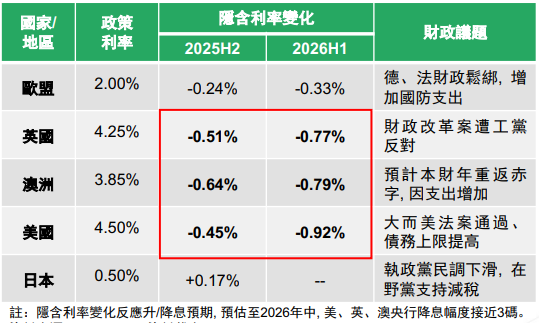 國家/
地區
政策
利率
隱含利率變化
2025H2
2026H1
財政議題
歐盟
2.00%
-0.24%
-0.33%
德、法財政鬆綁, 增
加國防支出
英國
4.25%
-0.51%
-0.77%
財政改革案遭工黨
反對
澳洲
3.85%
-0.64%
-0.79%
預計本財年重返赤
字, 因支出增加
美國
4.50%
-0.45%
-0.92%
大而美法案通過、
債務上限提高
日本
0.50%
+0.17%
--
執政黨民調下滑, 在
野黨支持減稅
註：隱含利率變化反應升/降息預期, 預估至2026年中, 美、英、澳央行降息幅度接近3碼。